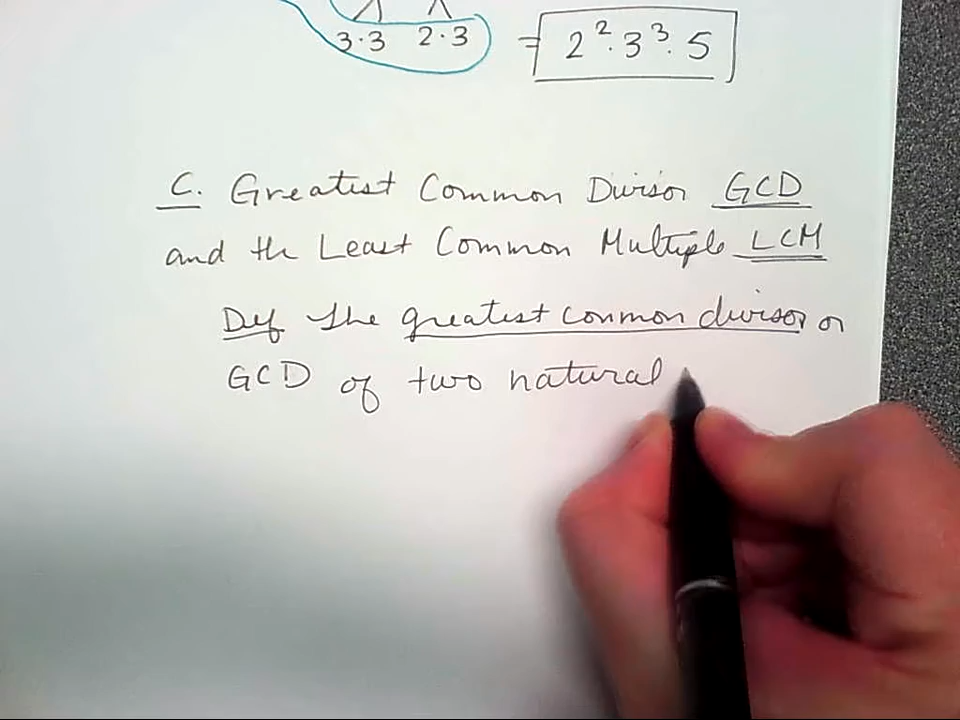 3·3 2·3 = 2²·3³·5
C. Greatest Common Divisor GCD
and the Least Common Multiple LCM
Def The greatest common divisor or
GCD of two natural